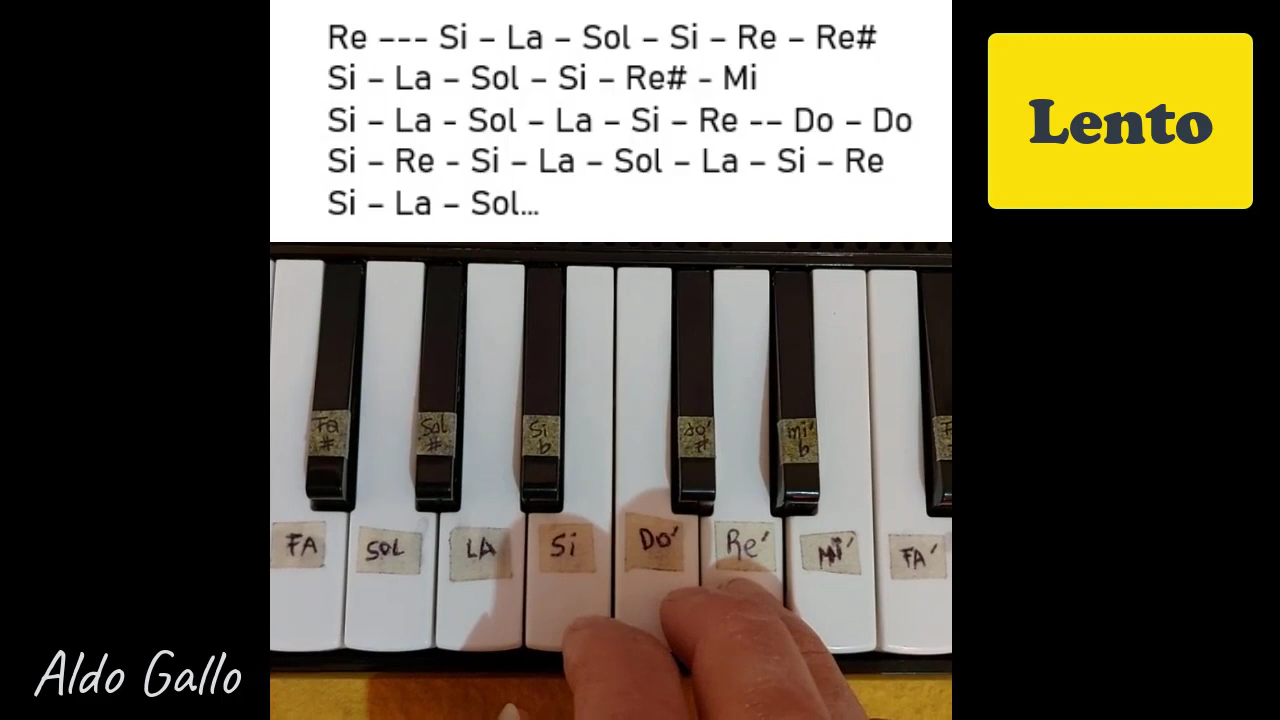 Re --- Si – La – Sol – Si – Re – Re#
Si – La – Sol – Si – Re# - Mi
Si – La - Sol – La – Si – Re -- Do – Do
Si – Re - Si – La – Sol – La – Si – Re
Si – La – Sol...
Lento
Fa #
Sol #
Si b
do' #
mi' b
F
FA
SOL
LA
Si
DO'
Re'
Mi'
FA'
Aldo Gallo